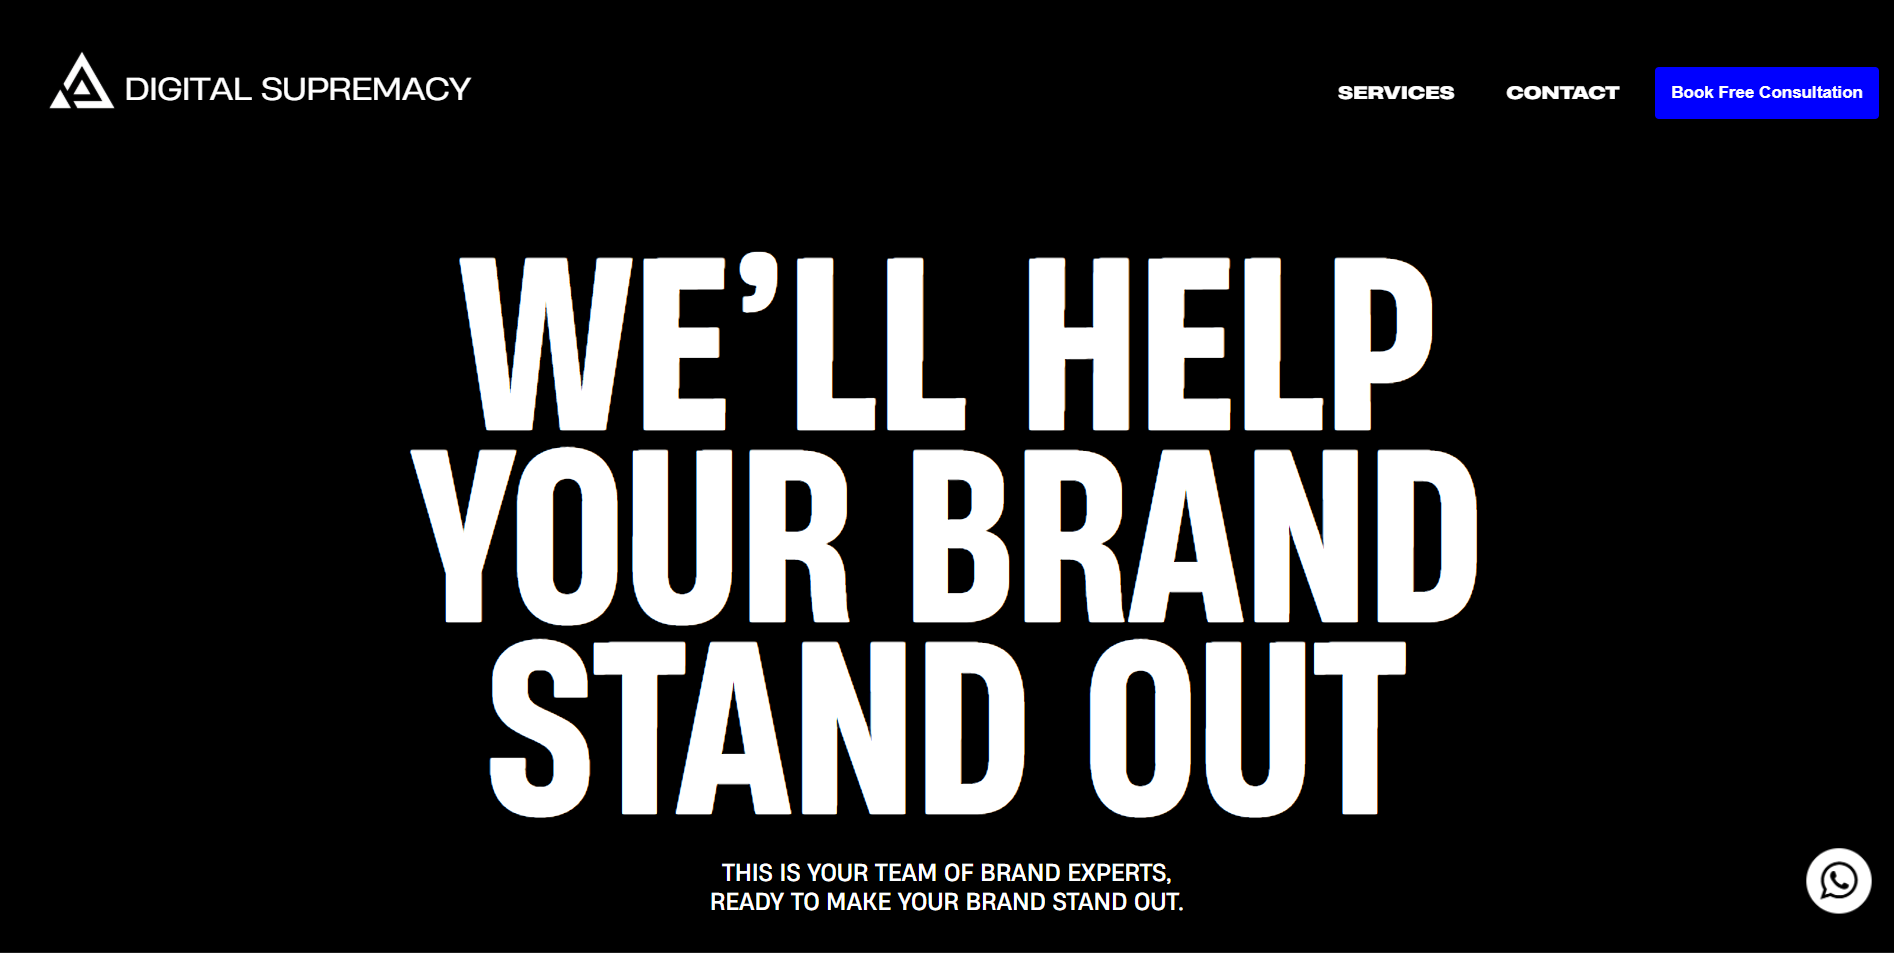 DIGITAL SUPREMACY
SERVICES
CONTACT
Book Free Consultation
WE’LL HELP
YOUR BRAND
STAND OUT
THIS IS YOUR TEAM OF BRAND EXPERTS,
READY TO MAKE YOUR BRAND STAND OUT.